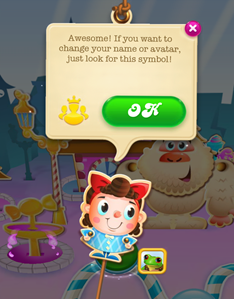 Awesome! If you want to
change your name or avatar,
just look for this symbol!
OK